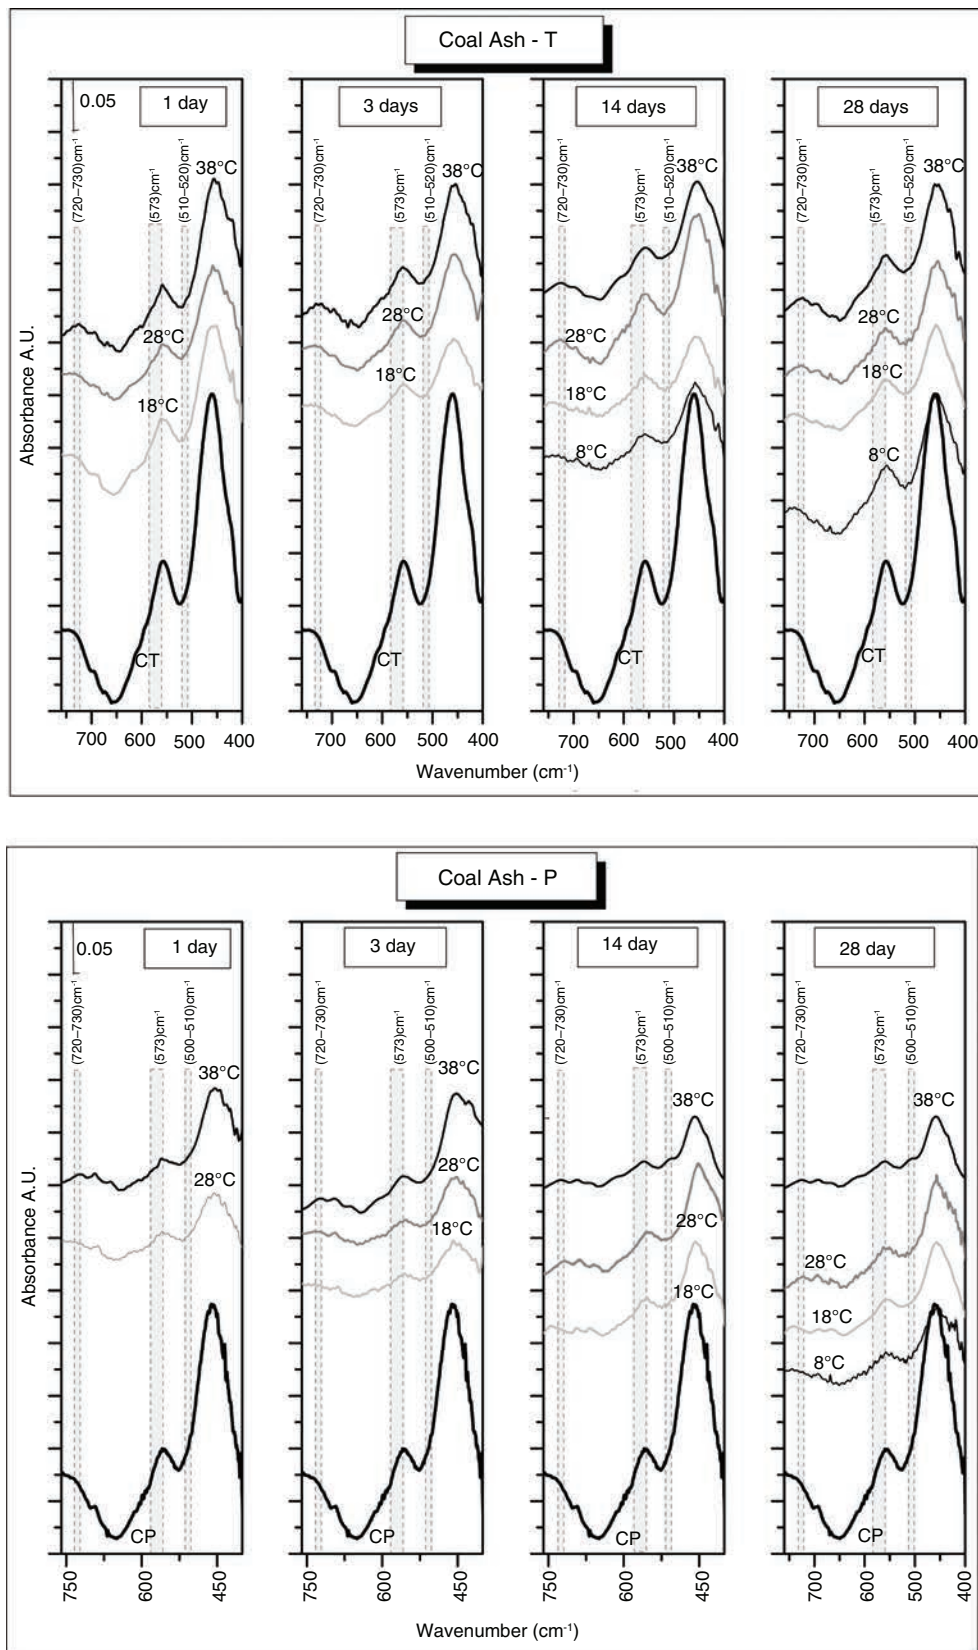 Coal Ash - T
0.05
1 day
3 days
14 days
28 days
(720–730)cm-1
(573)cm-1
(510–520)cm-1
38°C
28°C
18°C
CT
(720–730)cm-1
(573)cm-1
(510–520)cm-1
38°C
28°C
18°C
CT
(720–730)cm-1
(573)cm-1
(510–520)cm-1
38°C
28°C
18°C
8°C
CT
(720–730)cm-1
(573)cm-1
(510–520)cm-1
38°C
28°C
18°C
8°C
CT
Absorbance A.U.
700 600 500 400
700 600 500 400
700 600 500 400
700 600 500 400
Wavenumber (cm-1)
Coal Ash - P
0.05
1 day
3 day
14 day
28 day
(720–730)cm-1
(573)cm-1
(500–510)cm-1
38°C
28°C
CP
(720–730)cm-1
(573)cm-1
(500–510)cm-1
38°C
28°C
18°C
CP
(720–730)cm-1
(573)cm-1
(500–510)cm-1
38°C
28°C
18°C
CP
(720–730)cm-1
(573)cm-1
(500–510)cm-1
38°C
28°C
18°C
8°C
CP
Absorbance A.U.
750 600 450
750 600 450
750 600 450
700 600 500 400
Wavenumber (cm-1)